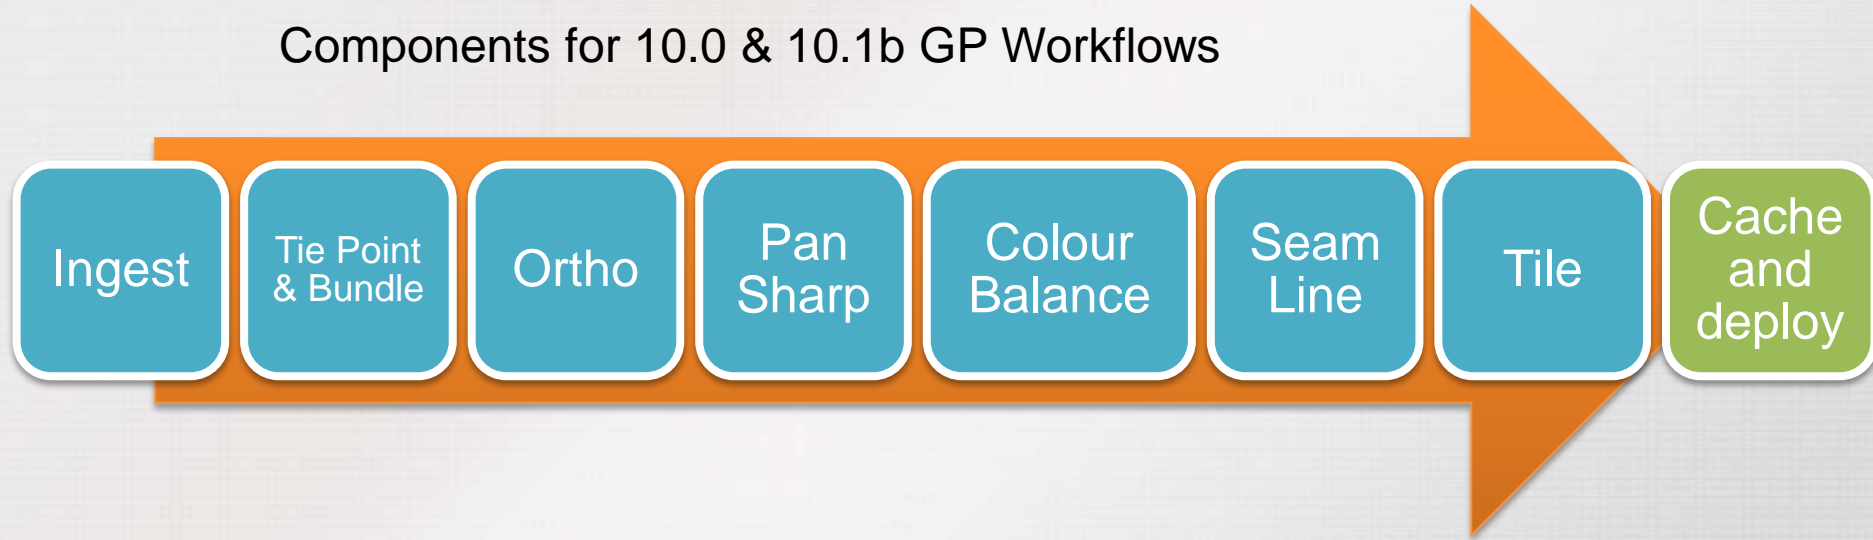 Components for 10.0 & 10.1b GP Workflows
Ingest
Tie Point
& Bundle
Ortho
Pan
Sharp
Colour
Balance
Seam
Line
Tile
Cache
and
deploy